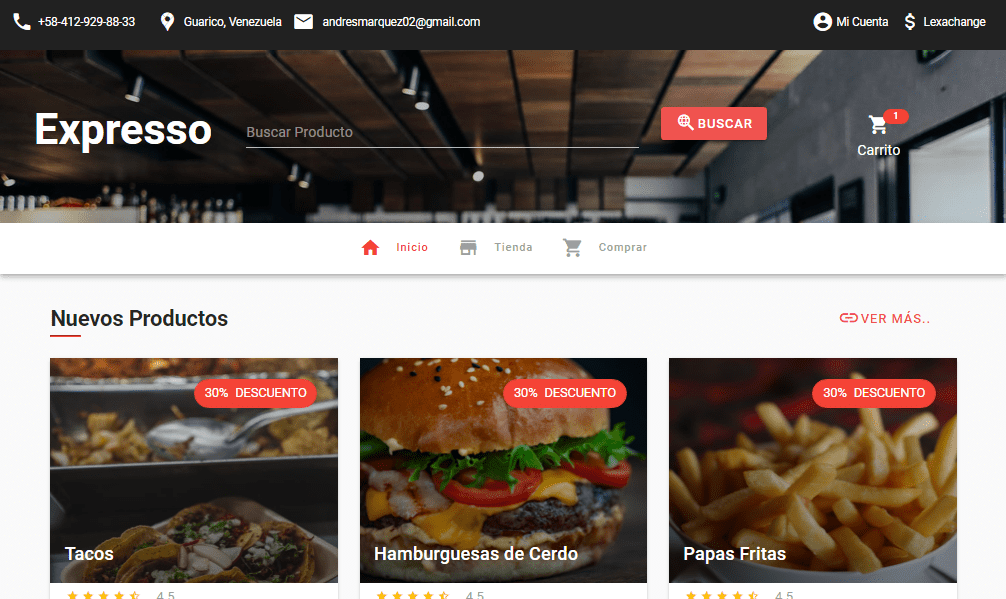 +58-412-929-88-33 Guarico, Venezuela andresmarquez02@gmail.com Mi Cuenta Lexachange
Expresso Buscar Producto BUSCAR 1
Carrito
Inicio Tienda Comprar
Nuevos Productos VER MÁS..
30% DESCUENTO 30% DESCUENTO 30% DESCUENTO
Tacos Hamburguesas de Cerdo Papas Fritas
4.5 4.5 4.5